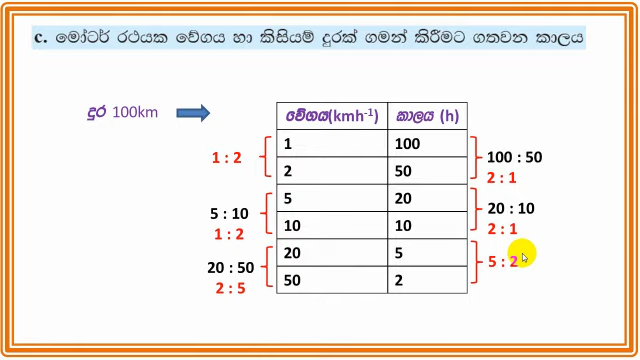 c. මෝටර් රථයක වේගය හා කිසියම් දුරක් ගමන් කිරීමට ගතවන කාලය
දුර 100km
වේගය(kmh-1) කාලය (h)
1 100
2 50
5 20
10 10
20 5
50 2
1 : 2
5 : 10
1 : 2
20 : 50
2 : 5
100 : 50
2 : 1
20 : 10
2 : 1
5 : 2